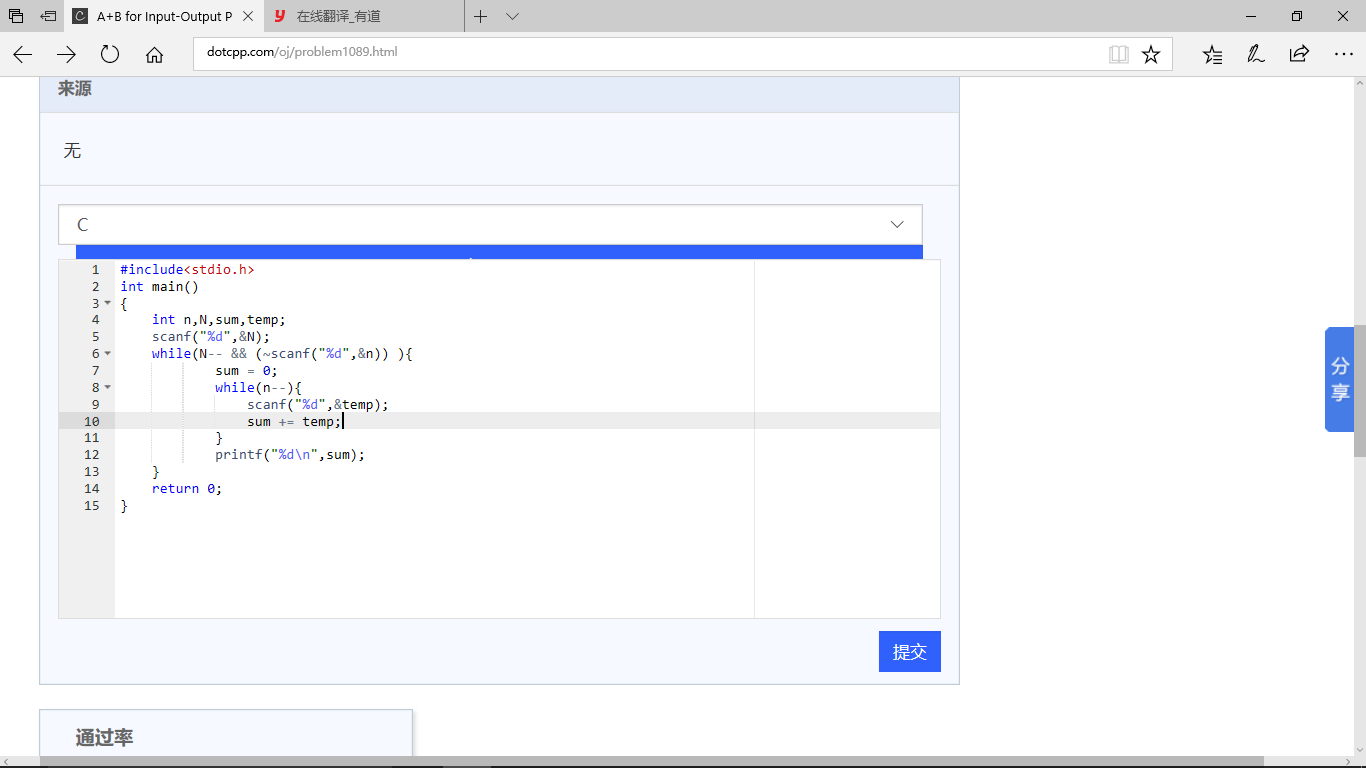 A+B for Input-Output P
在线翻译_有道
dotcpp.com/oj/problem1089.html
来源
无
C
1 #include<stdio.h>
2 int main()
3 {
4 int n,N,sum,temp;
5 scanf("%d",&N);
6 while(N-- && (~scanf("%d",&n)) ){
7 sum = 0;
8 while(n--){
9 scanf("%d",&temp);
10 sum += temp;
11 }
12 printf("%d\n",sum);
13 }
14 return 0;
15 }
分享
提交
通过率